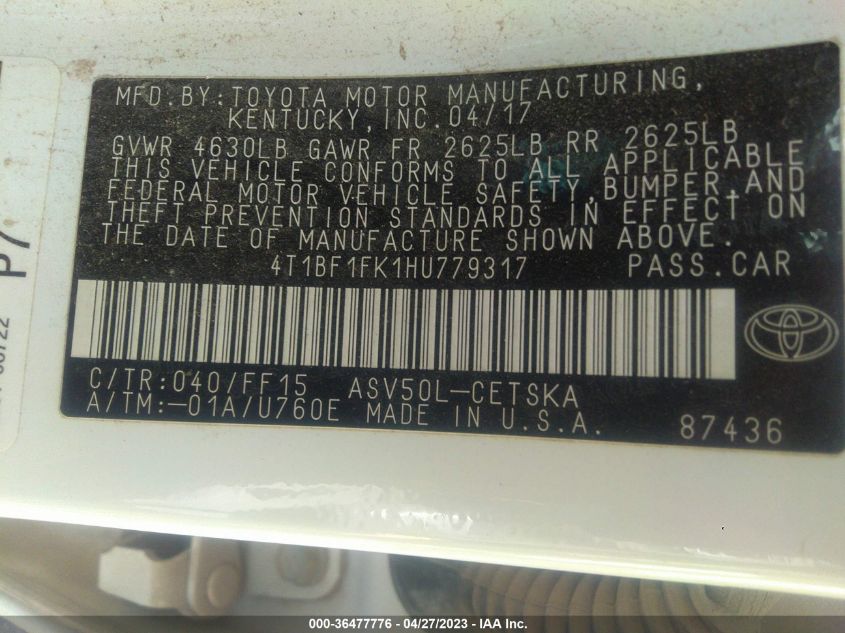 MFD.BY:TOYOTA MOTOR MANUFACTURING,
KENTUCKY,INC.04/17
GVWR 4630LB GAWR FR 2625LB RR 2625LB
THIS VEHICLE CONFORMS TO ALL APPLICABLE
FEDERAL MOTOR VEHICLE SAFETY,BUMPER,AND
THEFT PREVENTION STANDARDS IN EFFECT ON
THE DATE OF MANUFACTURE SHOWN ABOVE.
4T1BF1FK1HU779317 PASS.CAR
C/TR:040/FF15 ASV50L-CETSKA
A/TM:-01A/U760E MADE IN U.S.A. 87436
P7
000-36477776 - 04/27/2023 - IAA Inc.